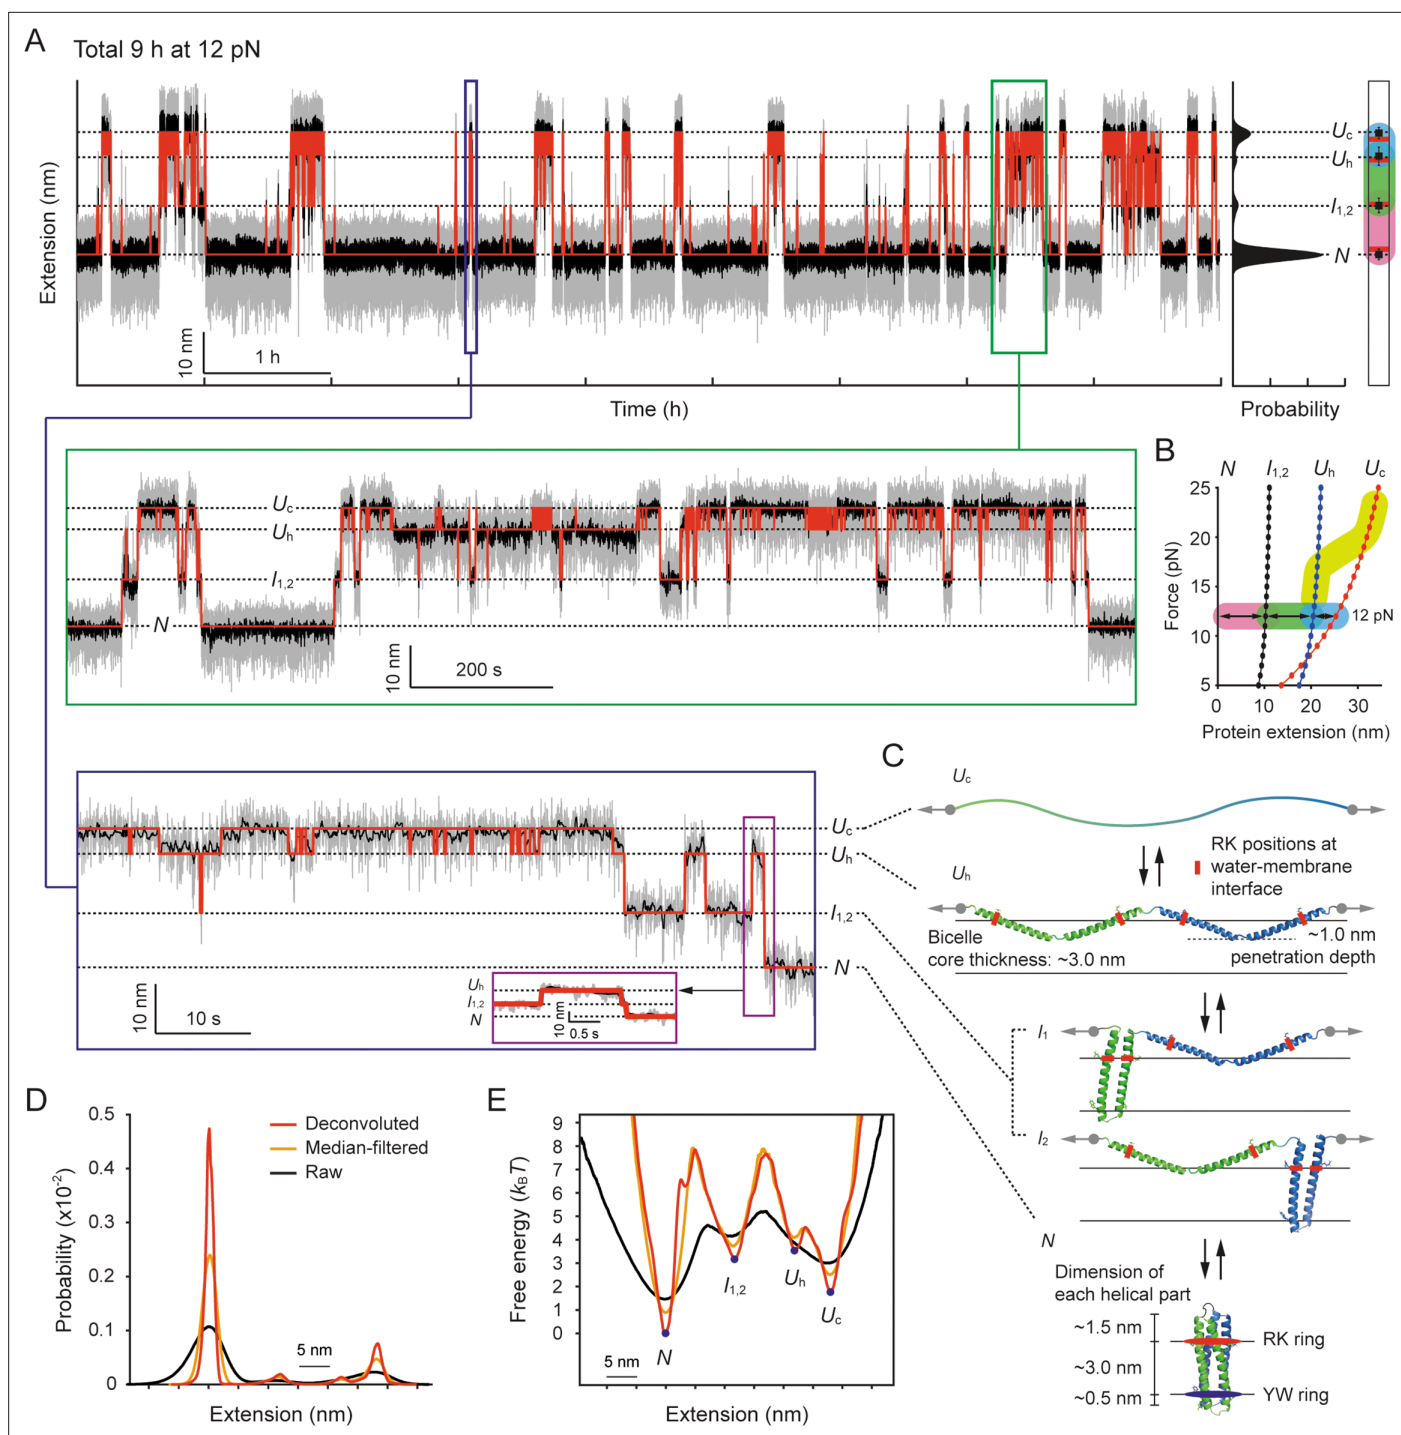 A
Total 9 h at 12 pN
Extension (nm)
10 nm
1 h
Time (h)
Probability
Uc
Uh
I1,2
N
Uc
Uh
I1,2
N
10 nm
200 s
B
N I1,2 Uh Uc
Force (pN)
25
20
15
10
5
12 pN
0 10 20 30
Protein extension (nm)
Uc
Uh
I1,2
N
10 nm
10 s
Uh
I1,2
N
10 nm
0.5 s
C
Uc
RK positions at
water-membrane
interface
Uh
Bicelle
core thickness: ~3.0 nm
~1.0 nm
penetration depth
I1
I2
N
Dimension of
each helical part
~1.5 nm
RK ring
~3.0 nm
~0.5 nm
YW ring
D
Probability (x10-2)
0.5
0.4
0.3
0.2
0.1
0
Deconvoluted
Median-filtered
Raw
5 nm
Extension (nm)
E
Free energy (kBT)
9
8
7
6
5
4
3
2
1
0
N
I1,2
Uh
Uc
5 nm
Extension (nm)